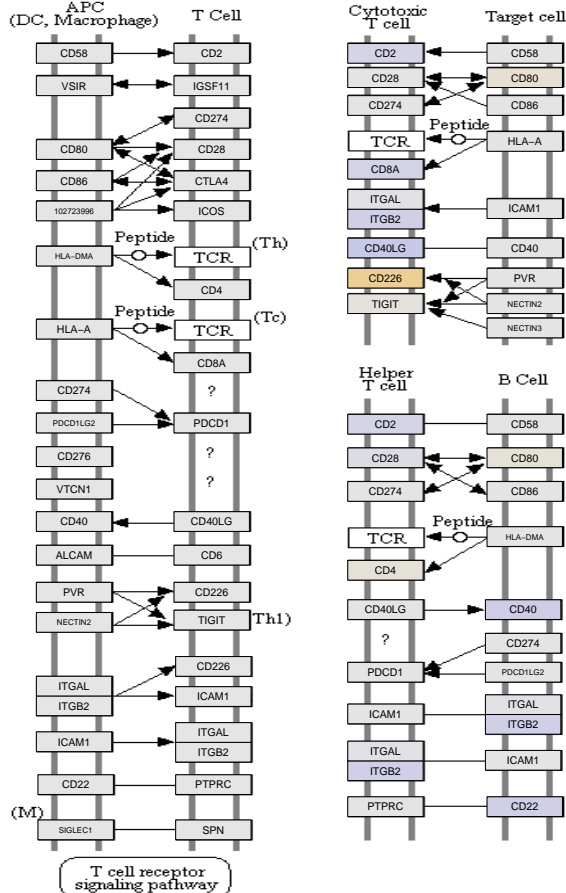 APC
(DC, Macrophage)
T Cell
CD58
CD2
VSIR
IGSF11
CD274
CD80
CD28
CD86
CTLA4
102723996
ICOS
Peptide
(Th)
HLA-DMA
TCR
CD4
Peptide
(Tc)
HLA-A
TCR
CD8A
CD274
?
PDCD1LG2
PDCD1
CD276
?
VTCN1
?
CD40
CD40LG
ALCAM
CD6
PVR
CD226
NECTIN2
TIGIT
Th1)
CD226
ITGAL
ITGB2
ICAM1
ICAM1
ITGAL
ITGB2
CD22
PTPRC
(M)
SIGLEC1
SPN
T cell receptor
signaling pathway
Cytotoxic
T cell
Target cell
CD2
CD58
CD28
CD80
CD274
CD86
Peptide
TCR
HLA-A
CD8A
ITGAL
ITGB2
ICAM1
CD40LG
CD40
CD226
PVR
TIGIT
NECTIN2
NECTIN3
Helper
T cell
B Cell
CD2
CD58
CD28
CD80
CD274
CD86
Peptide
TCR
HLA-DMA
CD4
CD40LG
CD40
?
CD274
PDCD1
PDCD1LG2
ICAM1
ITGAL
ITGB2
ITGAL
ITGB2
ICAM1
PTPRC
CD22